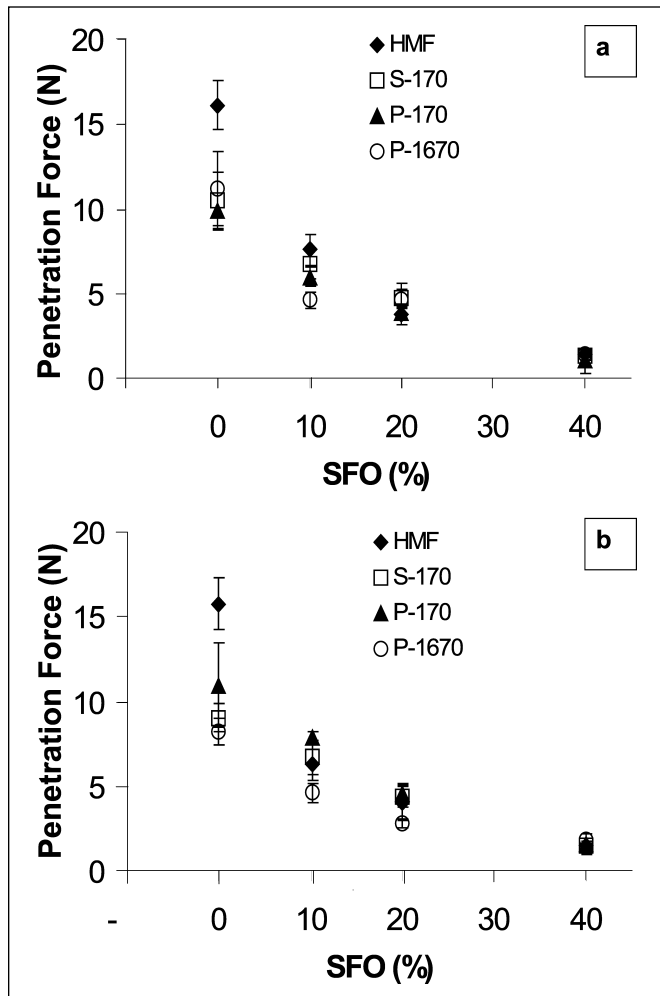 20
15
10
5
0
Penetration Force (N)
HMF
S-170
P-170
P-1670
a
0 10 20 30 40
SFO (%)
20
15
10
5
0
Penetration Force (N)
HMF
S-170
P-170
P-1670
b
- 0 10 20 30 40
SFO (%)